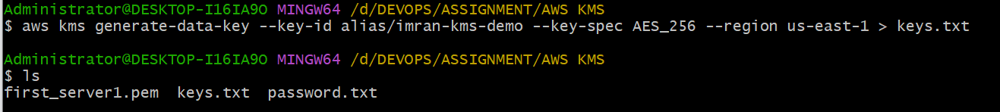 Administrator@DESKTOP-I16IA9O MINGW64 /d/DEVOPS/ASSIGNMENT/AWS KMS
$ aws kms generate-data-key --key-id alias/imran-kms-demo --key-spec AES_256 --region us-east-1 > keys.txt
Administrator@DESKTOP-I16IA9O MINGW64 /d/DEVOPS/ASSIGNMENT/AWS KMS
$ ls
first_server1.pem  keys.txt  password.txt